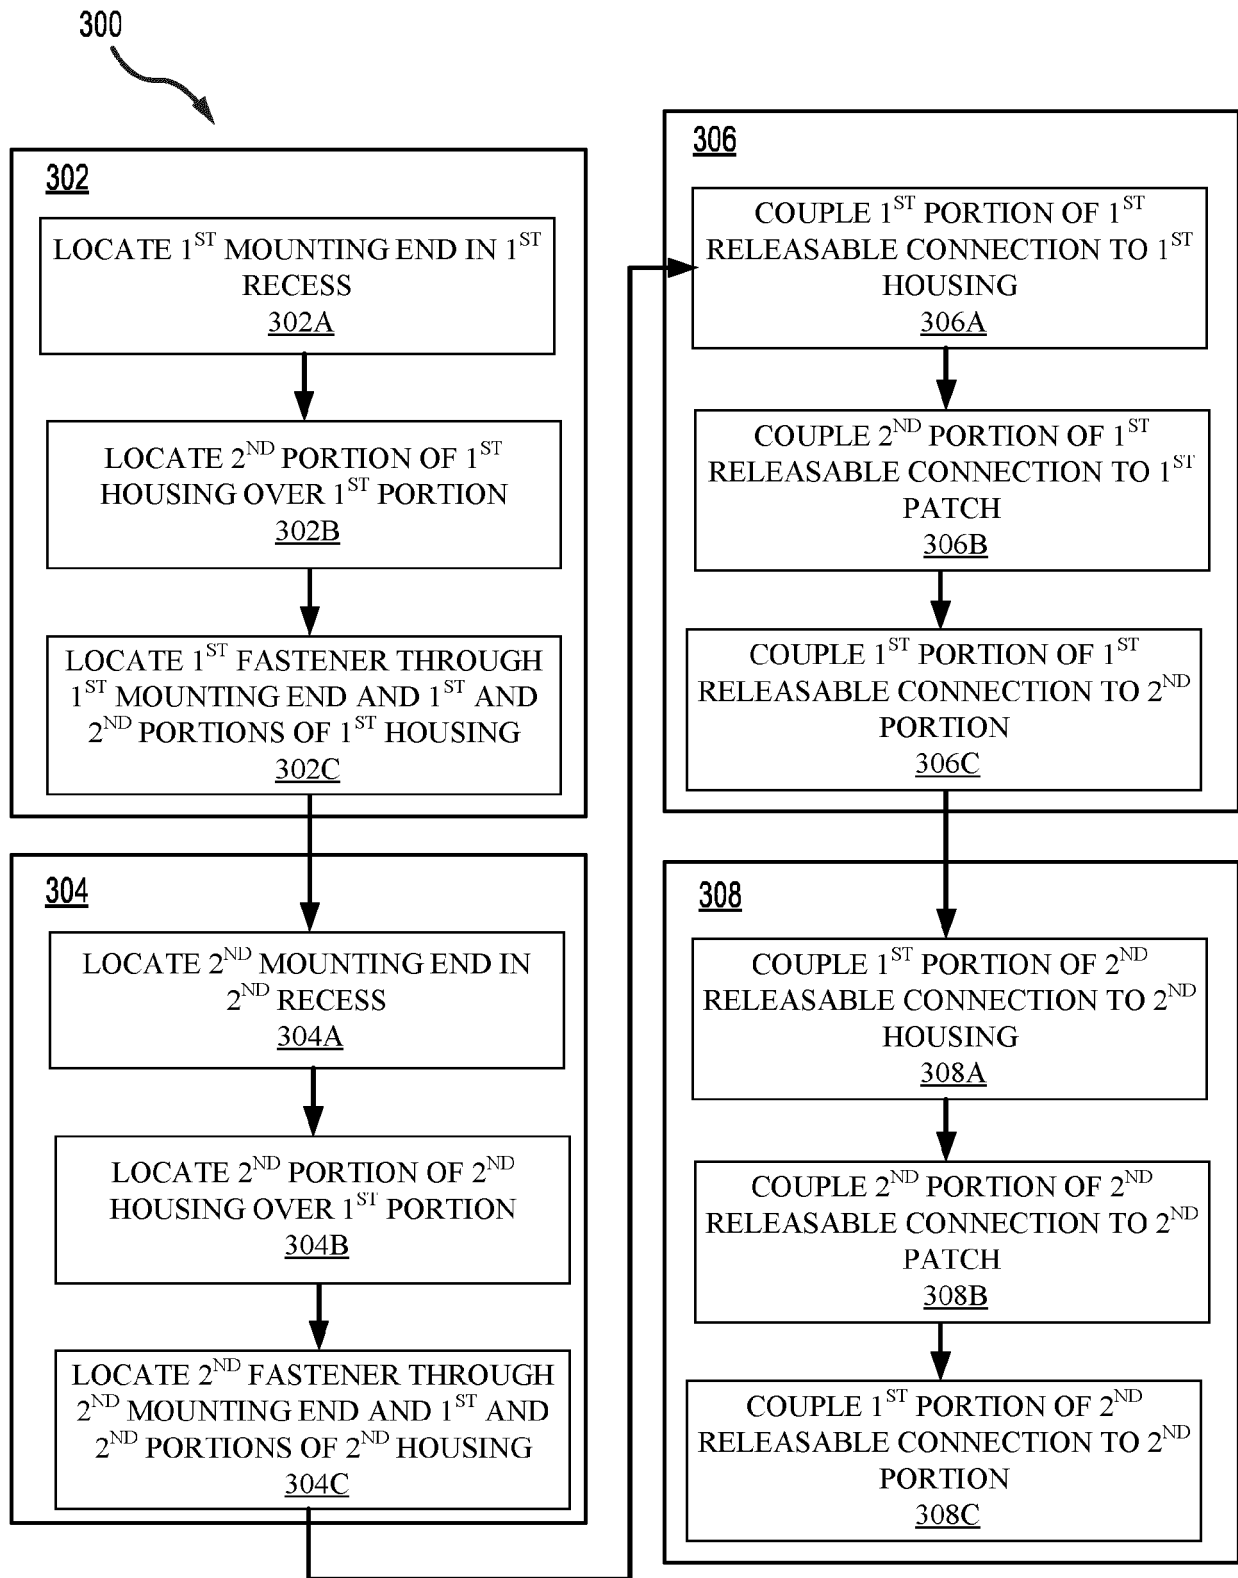 300
302
LOCATE 1ST MOUNTING END IN 1ST
RECESS
302A
LOCATE 2ND PORTION OF 1ST
HOUSING OVER 1ST PORTION
302B
LOCATE 1ST FASTENER THROUGH
1ST MOUNTING END AND 1ST AND
2ND PORTIONS OF 1ST HOUSING
302C
304
LOCATE 2ND MOUNTING END IN
2ND RECESS
304A
LOCATE 2ND PORTION OF 2ND
HOUSING OVER 1ST PORTION
304B
LOCATE 2ND FASTENER THROUGH
2ND MOUNTING END AND 1ST AND
2ND PORTIONS OF 2ND HOUSING
304C
306
COUPLE 1ST PORTION OF 1ST
RELEASABLE CONNECTION TO 1ST
HOUSING
306A
COUPLE 2ND PORTION OF 1ST
RELEASABLE CONNECTION TO 1ST
PATCH
306B
COUPLE 1ST PORTION OF 1ST
RELEASABLE CONNECTION TO 2ND
PORTION
306C
308
COUPLE 1ST PORTION OF 2ND
RELEASABLE CONNECTION TO 2ND
HOUSING
308A
COUPLE 2ND PORTION OF 2ND
RELEASABLE CONNECTION TO 2ND
PATCH
308B
COUPLE 1ST PORTION OF 2ND
RELEASABLE CONNECTION TO 2ND
PORTION
308C